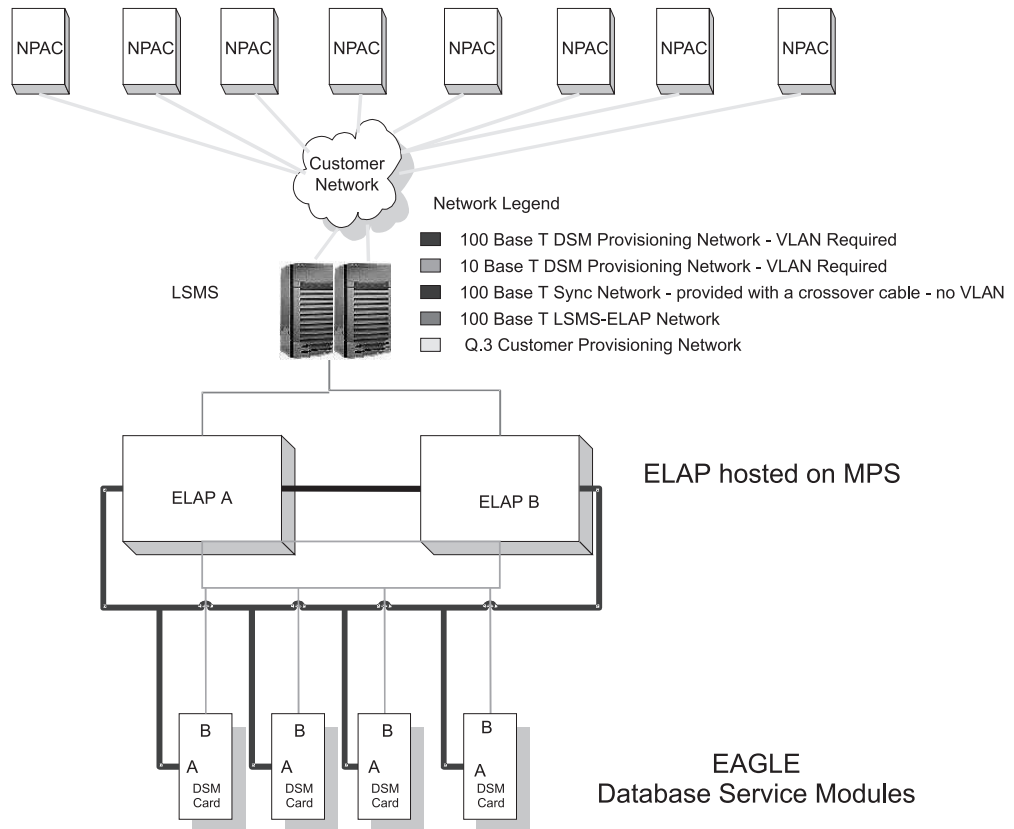 NPAC NPAC NPAC NPAC NPAC NPAC NPAC NPAC
Customer
Network
Network Legend
100 Base T DSM Provisioning Network - VLAN Required
10 Base T DSM Provisioning Network - VLAN Required
100 Base T Sync Network - provided with a crossover cable - no VLAN
100 Base T LSMS-ELAP Network
Q.3 Customer Provisioning Network
LSMS
ELAP A
ELAP B
ELAP hosted on MPS
B
A
DSM
Card
B
A
DSM
Card
B
A
DSM
Card
B
A
DSM
Card
EAGLE
Database Service Modules